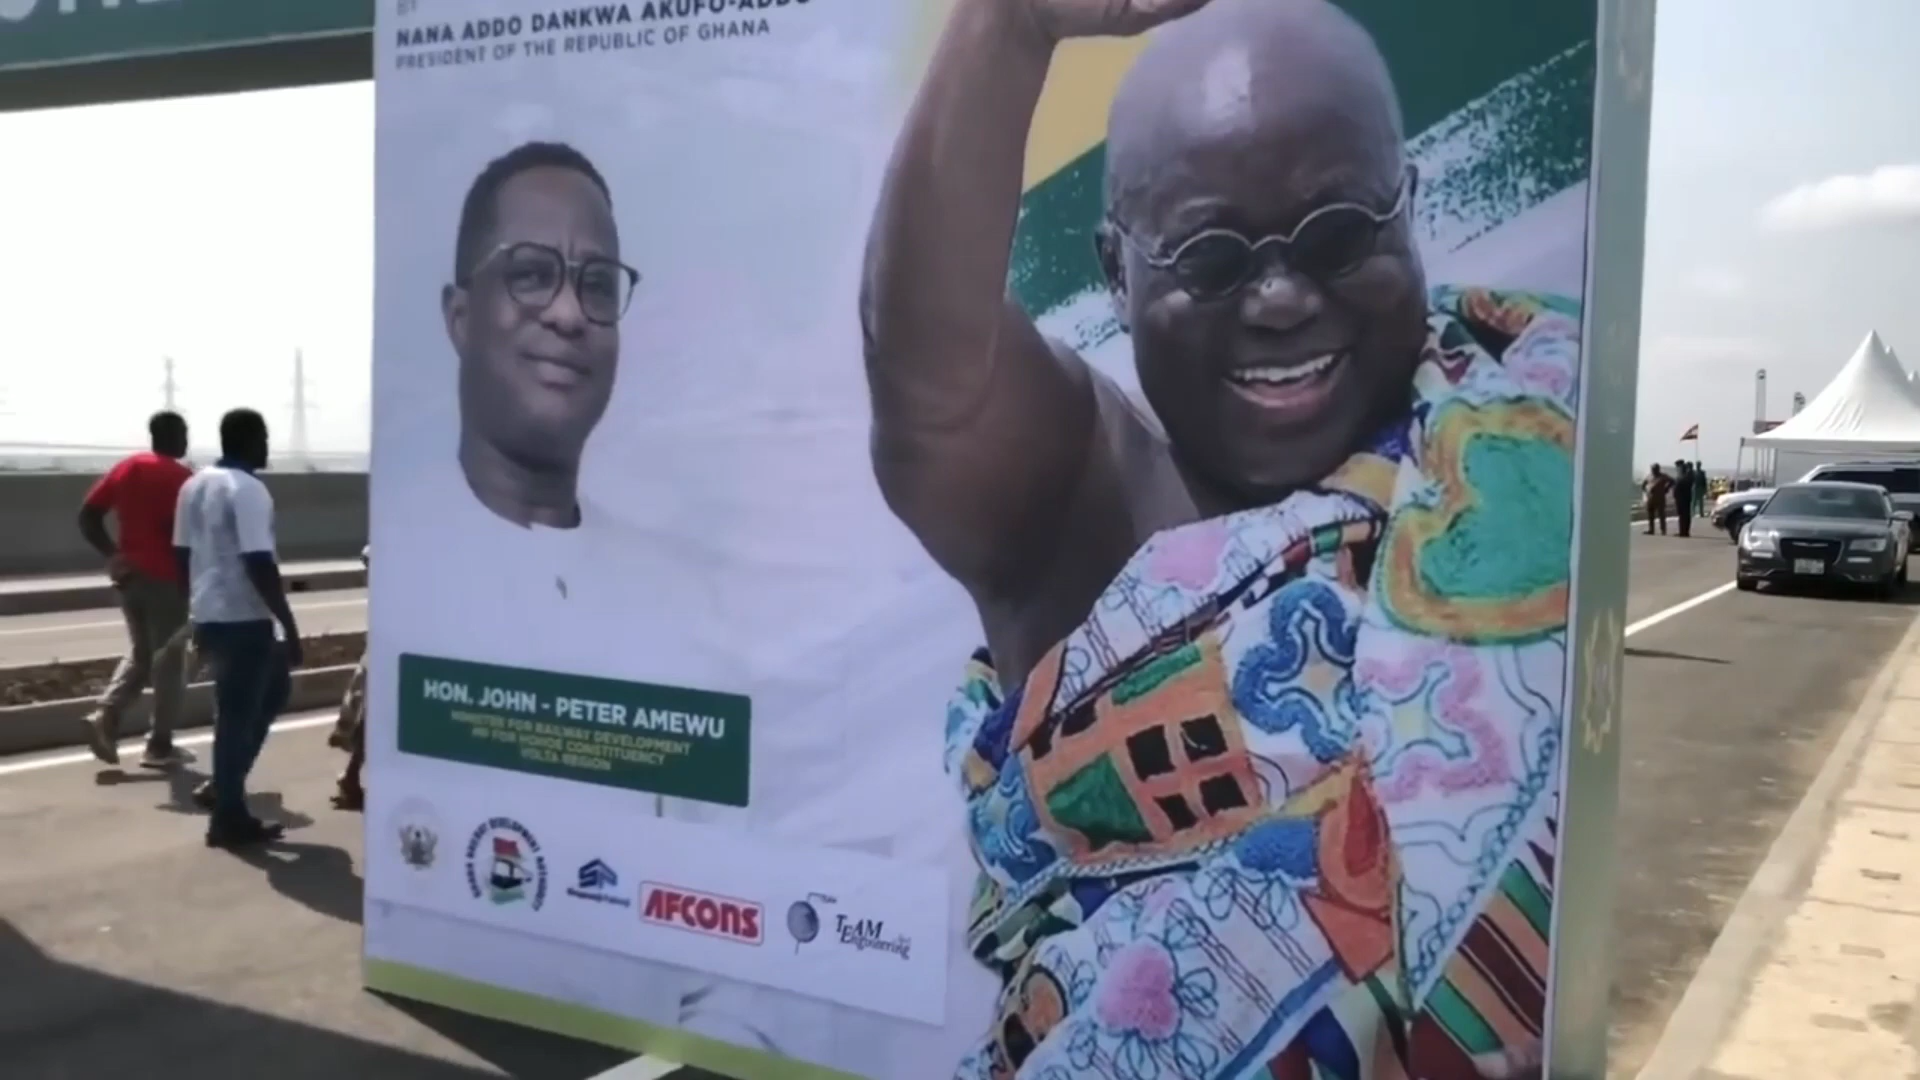 BY
NANA ADDO DANKWA AKUFO-ADDO
PRESIDENT OF THE REPUBLIC OF GHANA
HON. JOHN - PETER AMEWU
MINISTER FOR RAILWAY DEVELOPMENT
MP FOR HOHOE CONSTITUENCY
VOLTA REGION
AFCONS
TEAM
Engineering